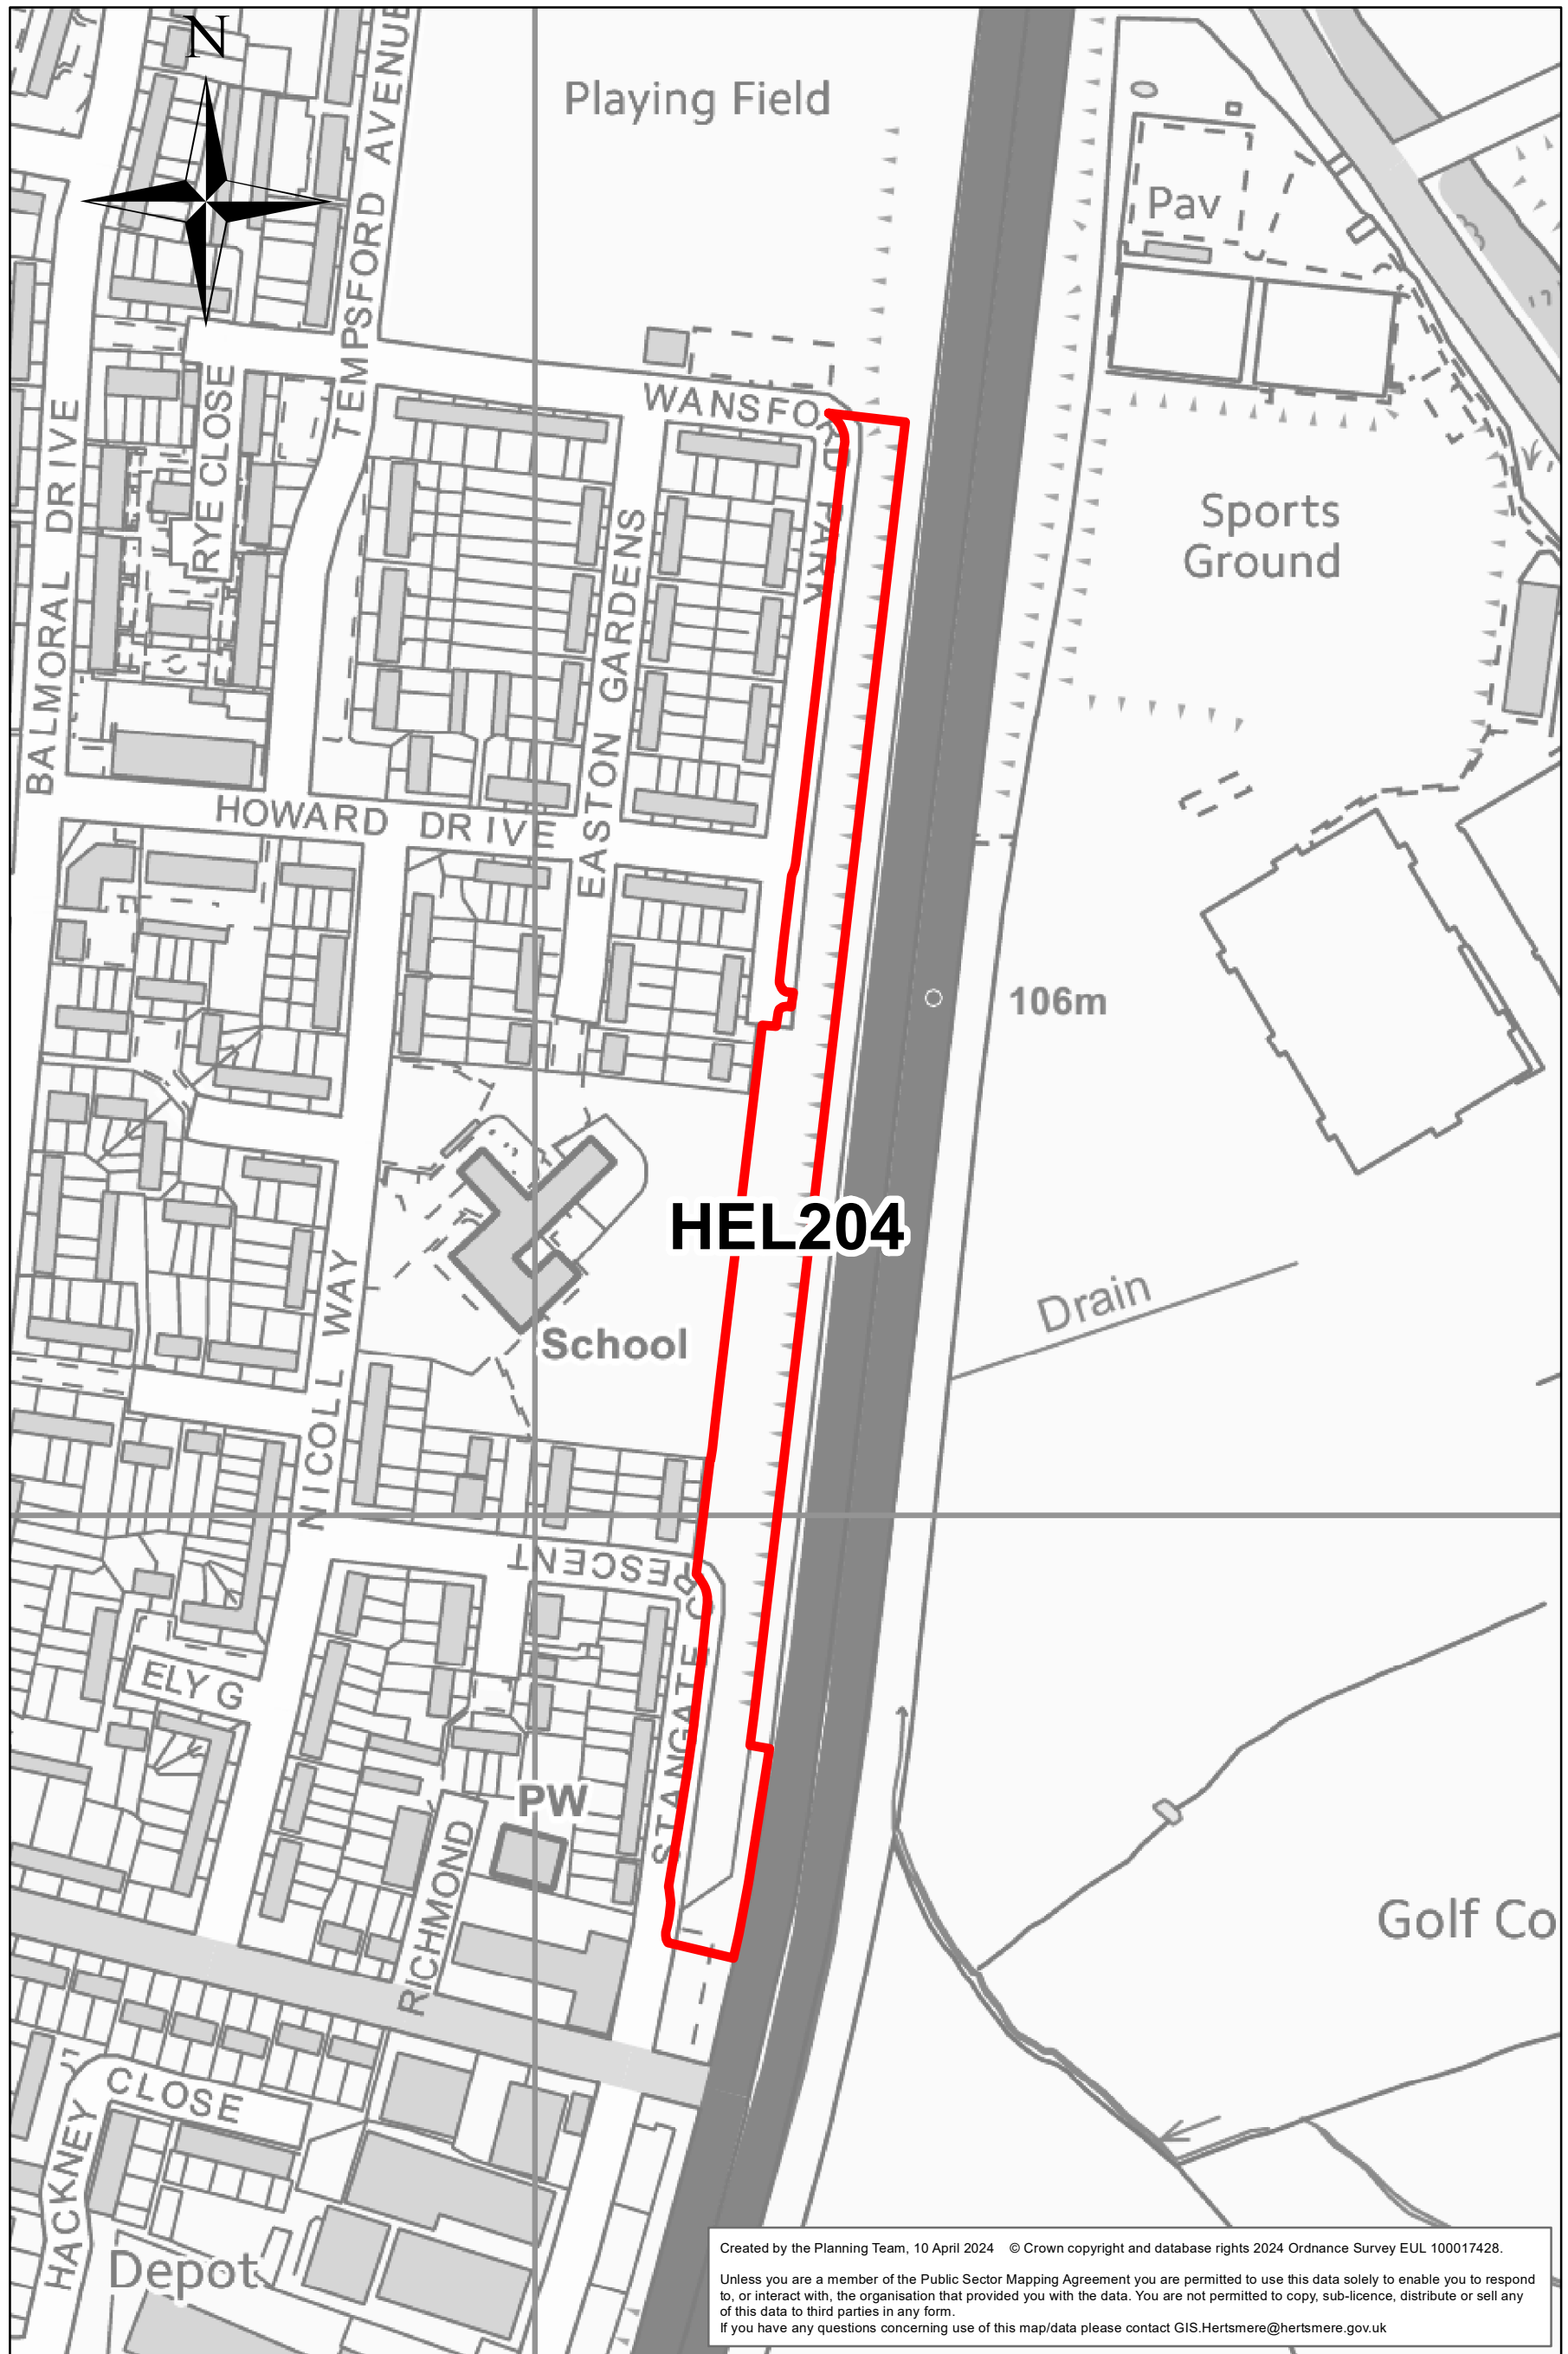 N
Playing Field
Pav
TEMPSFORD AVENUE
WANSFORD PARK
BALMORAL DRIVE
RYE CLOSE
Sports
Ground
EASTON GARDENS
HOWARD DRIVE
106m
HEL204
School
Drain
NICOLL WAY
STANGATE CRESCENT
ELY G
PW
RICHMOND
Golf Co
HACKNEY CLOSE
Depot
Created by the Planning Team, 10 April 2024 © Crown copyright and database rights 2024 Ordnance Survey EUL 100017428.
Unless you are a member of the Public Sector Mapping Agreement you are permitted to use this data solely to enable you to respond
to, or interact with, the organisation that provided you with the data. You are not permitted to copy, sub-licence, distribute or sell any
of this data to third parties in any form.
If you have any questions concerning use of this map/data please contact GIS.Hertsmere@hertsmere.gov.uk